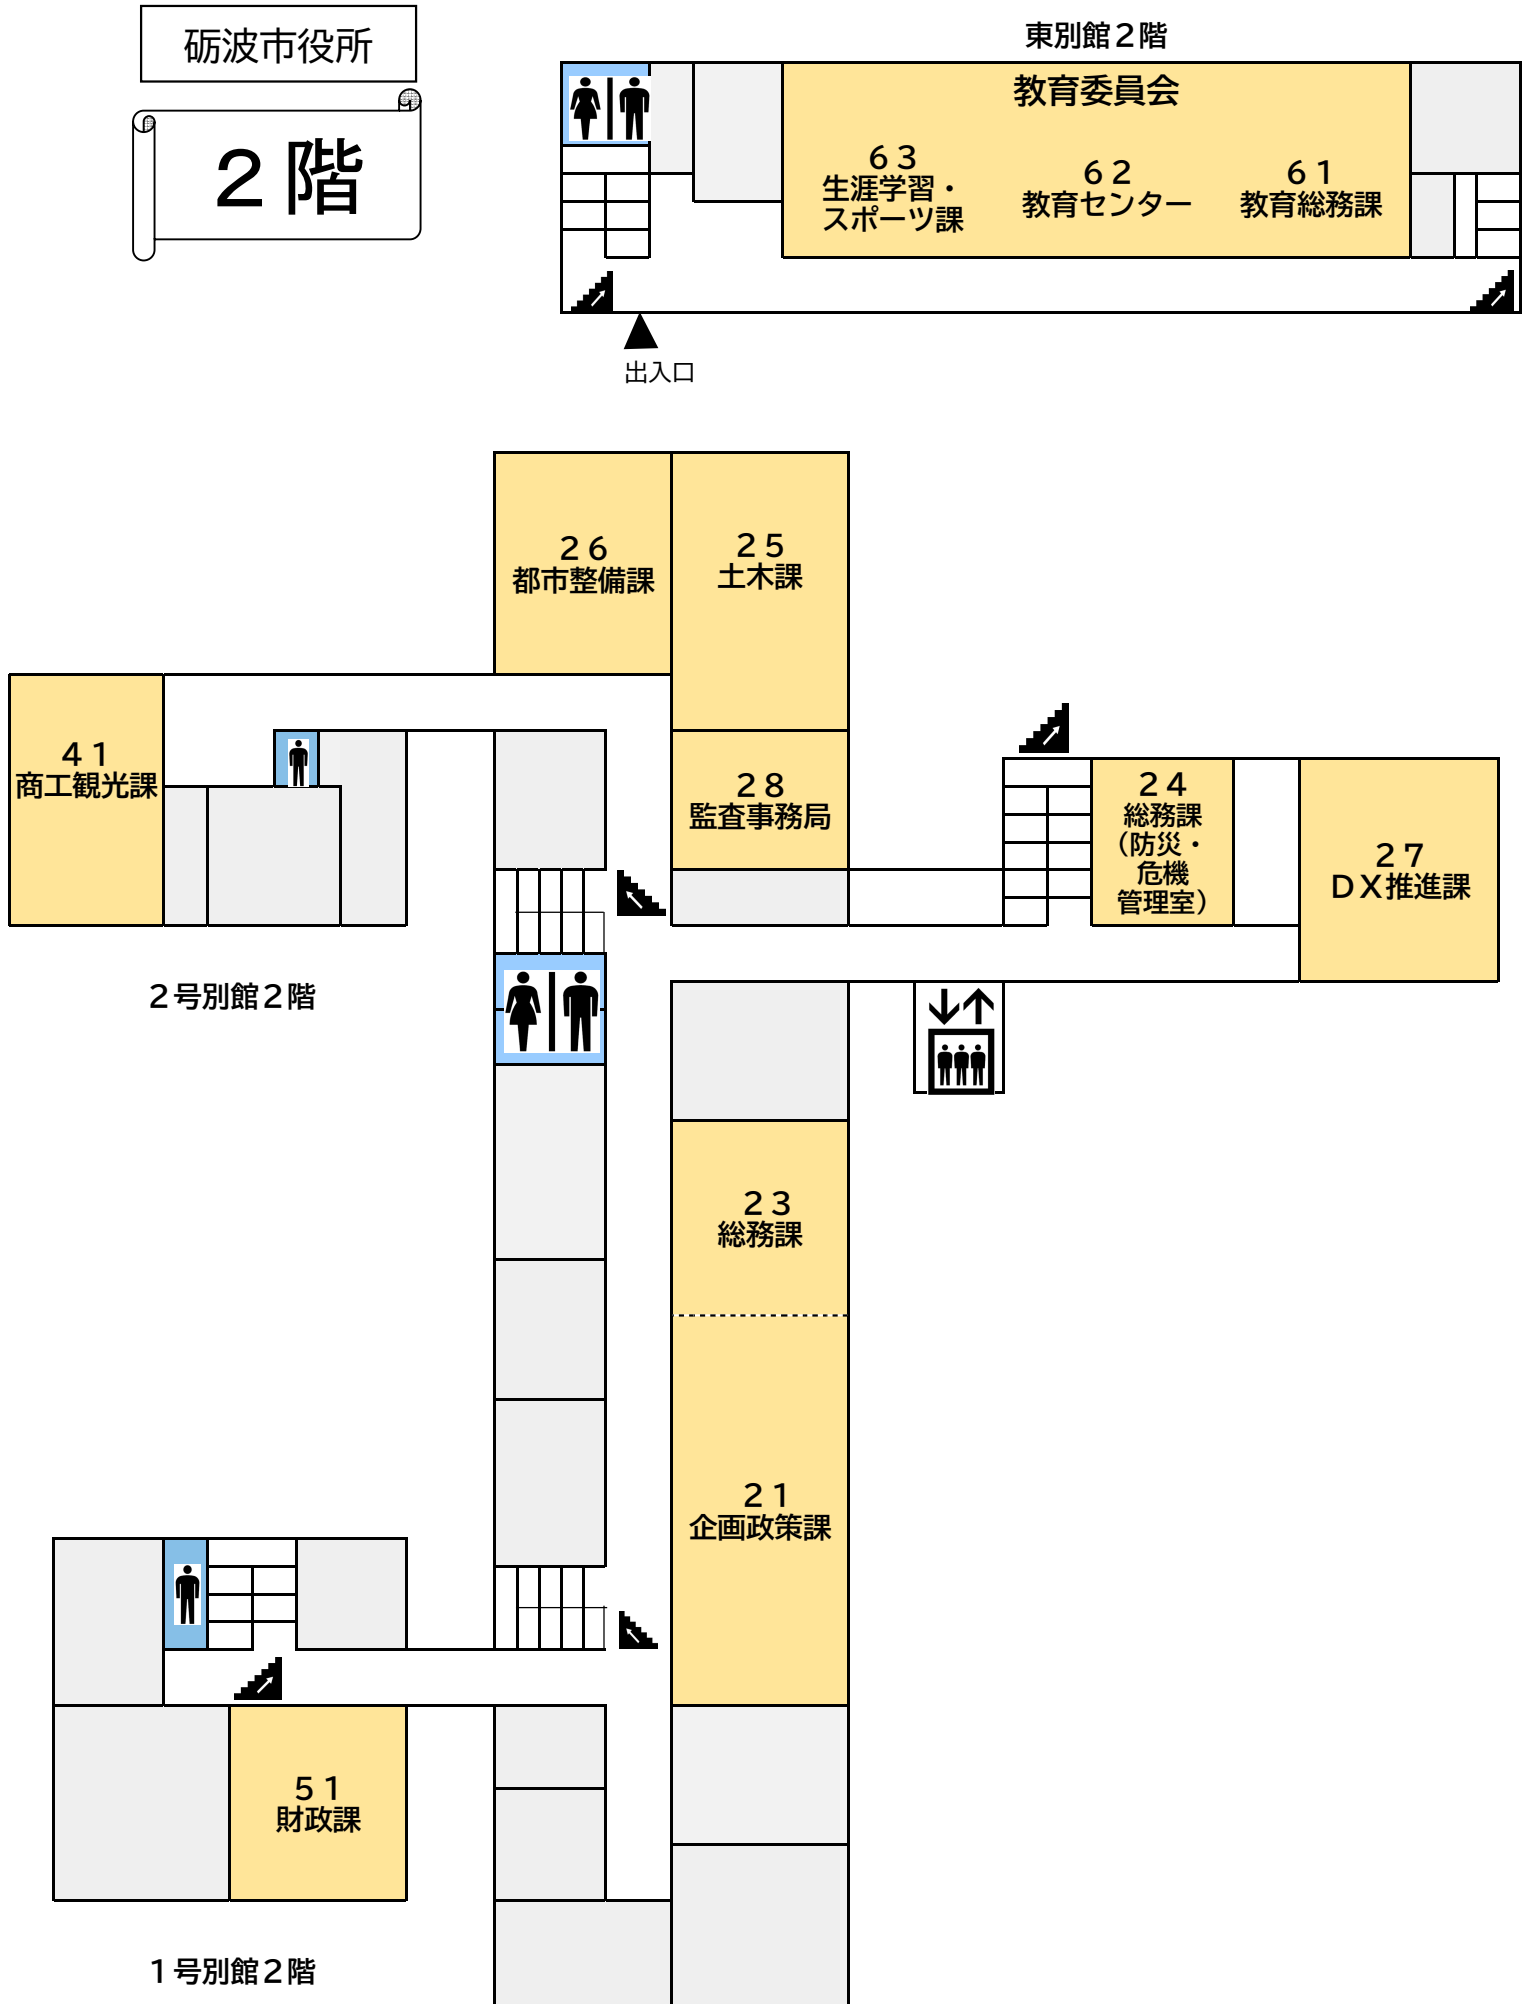 砺波市役所
２階
東別館２階
教育委員会
６３
生涯学習・
スポーツ課
６２
教育センター
６１
教育総務課
出入口
２６
都市整備課
２５
土木課
４１
商工観光課
２８
監査事務局
２４
総務課
（防災・
危機
管理室）
２７
ＤＸ推進課
２号別館２階
２３
総務課
２１
企画政策課
５１
財政課
１号別館２階